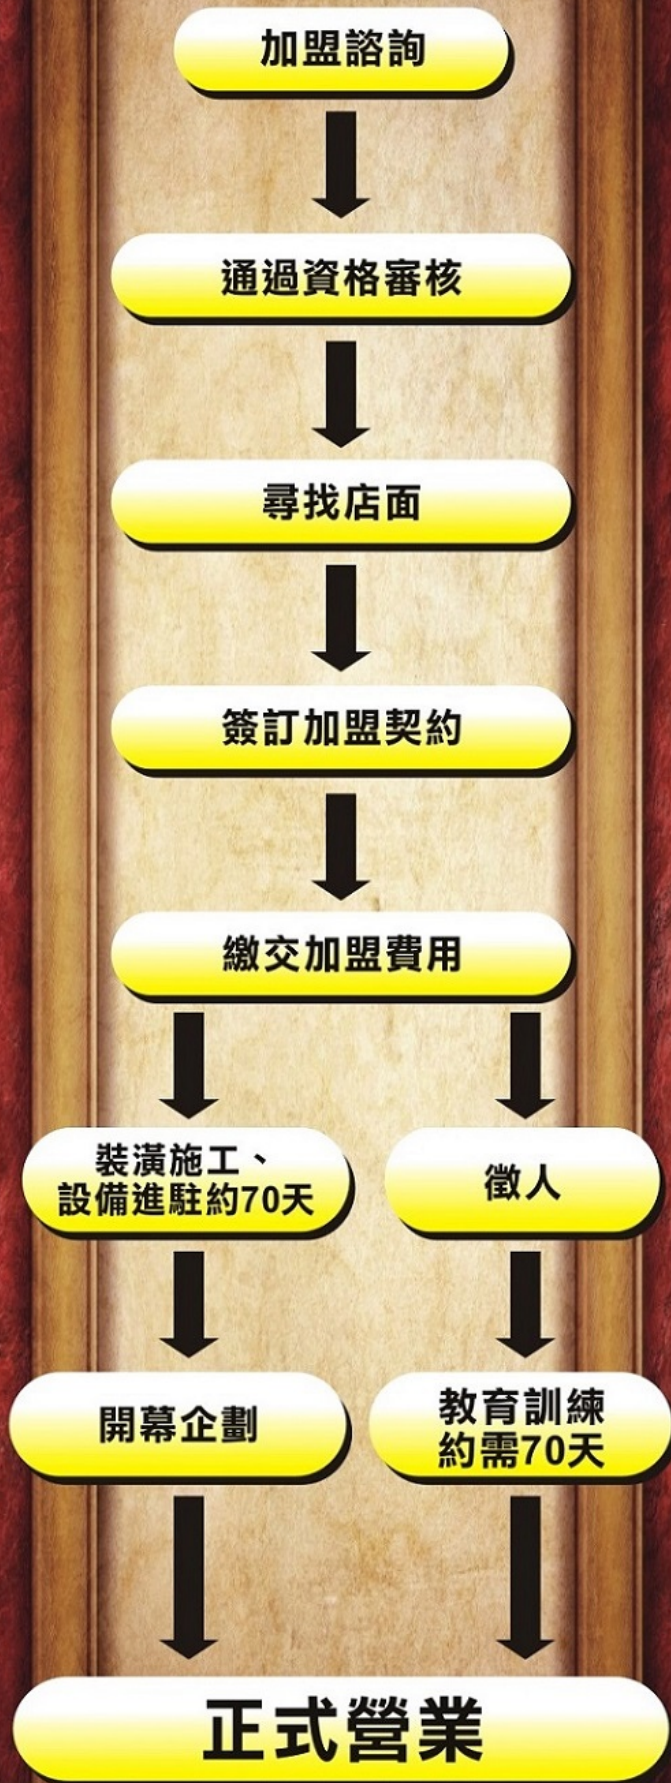 加盟諮詢
通過資格審核
尋找店面
簽訂加盟契約
繳交加盟費用
裝潢施工、
設備進駐約70天
徵人
開幕企劃
教育訓練
約需70天
正式營業